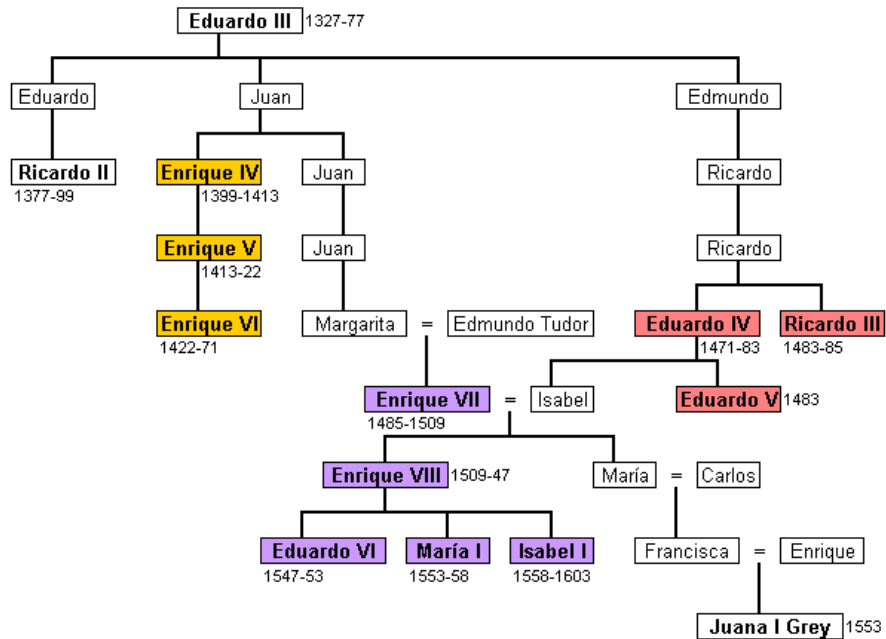 Eduardo III 1327-77
Eduardo Juan Edmundo
Ricardo II Enrique IV Juan Ricardo
1377-99 1399-1413
Enrique V Juan Ricardo
1413-22
Enrique VI Margarita = Edmundo Tudor Eduardo IV Ricardo III
1422-71 1471-83 1483-85
Enrique VII = Isabel Eduardo V 1483
1485-1509
Enrique VIII 1509-47 María = Carlos
Eduardo VI María I Isabel I Francisca = Enrique
1547-53 1553-58 1558-1603
Juana I Grey 1553